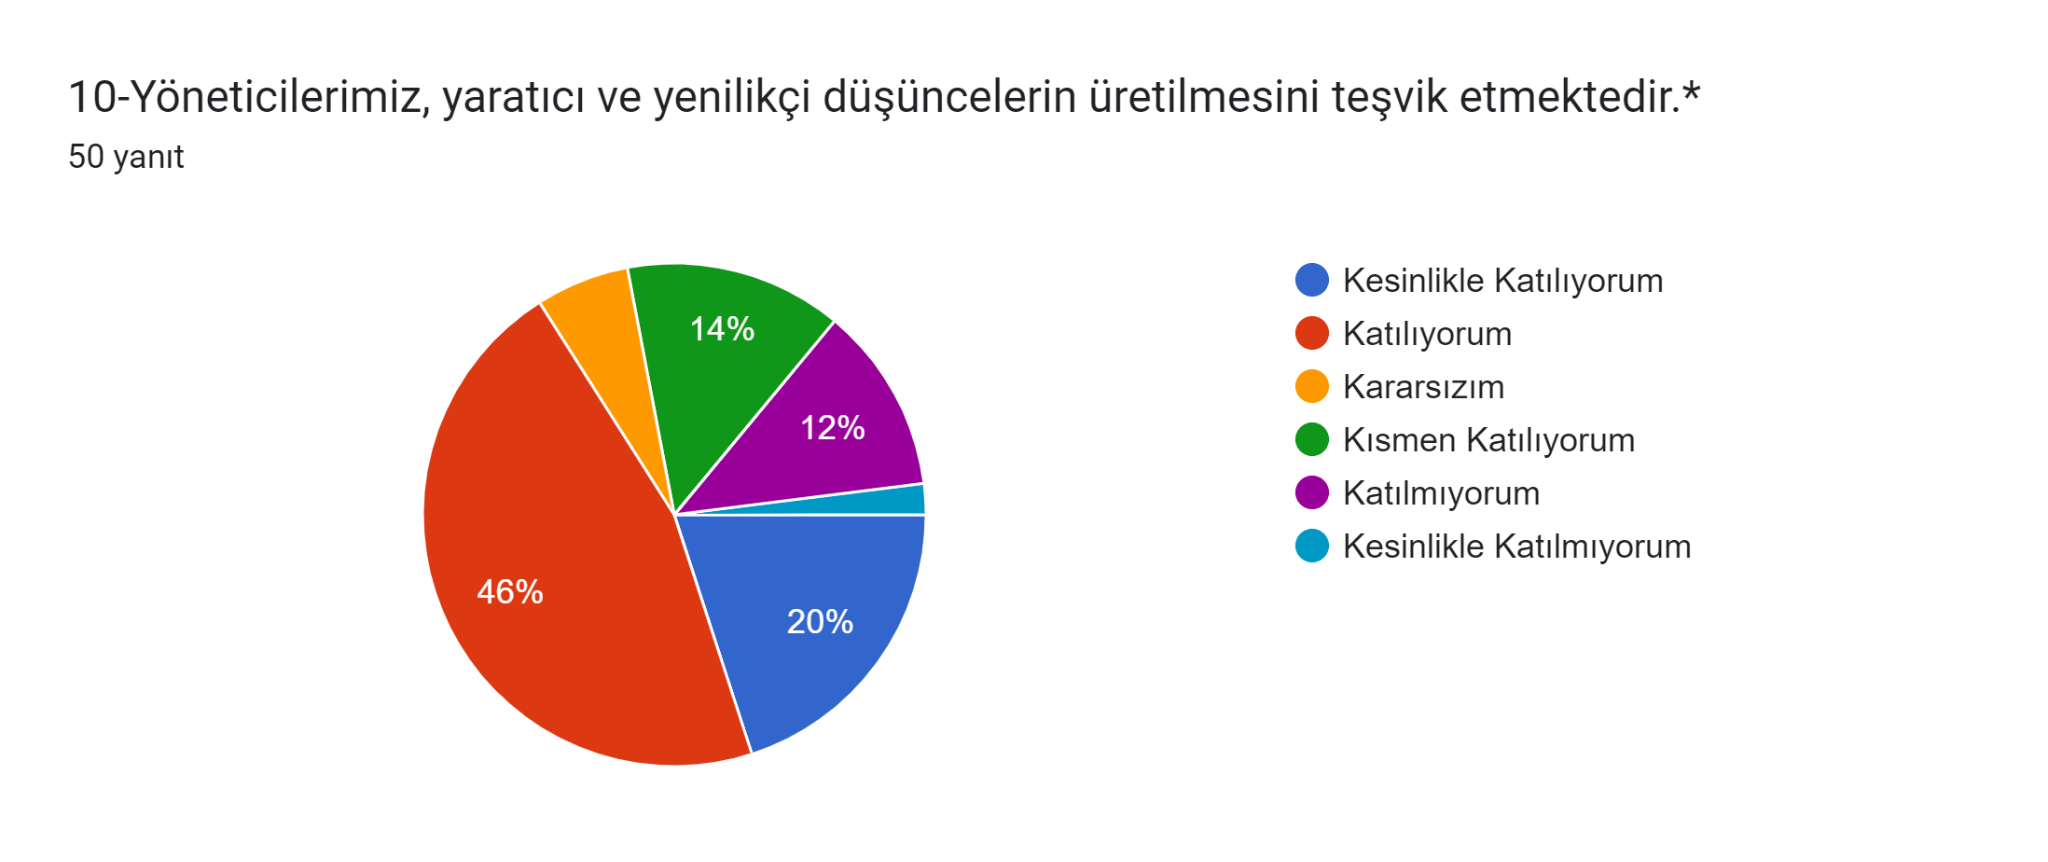 10-Yöneticilerimiz, yaratıcı ve yenilikçi düşüncelerin üretilmesini teşvik etmektedir.*
50 yanıt
14%
12%
46%
20%
Kesinlikle Katılıyorum
Katılıyorum
Kararsızım
Kısmen Katılıyorum
Katılmıyorum
Kesinlikle Katılmıyorum